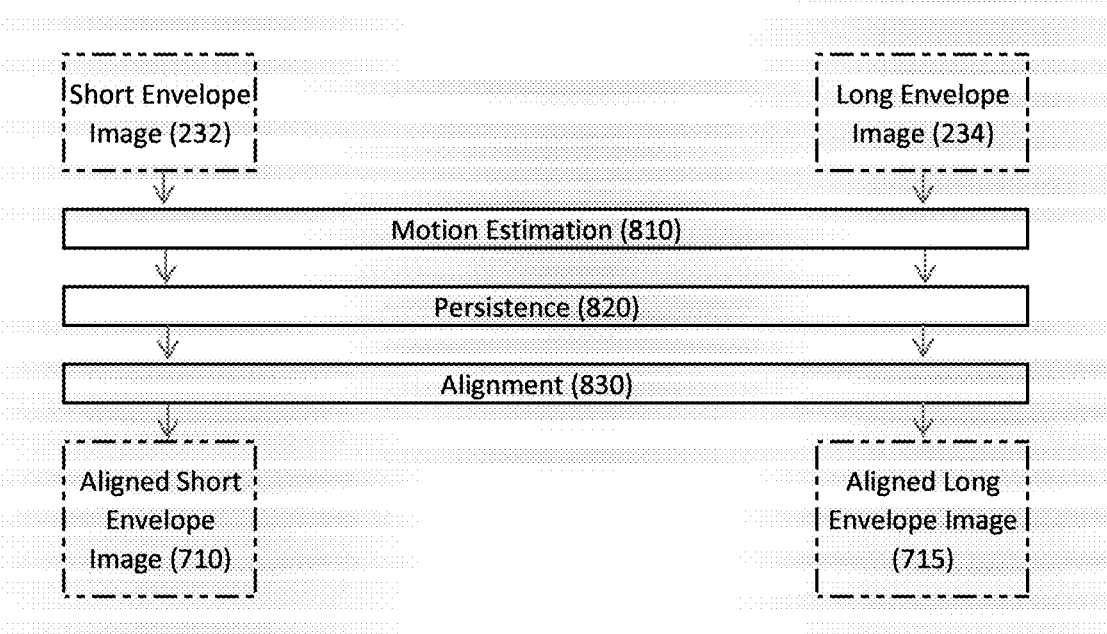 Short Envelope
Image (232)
Long Envelope
Image (234)
Motion Estimation (810)
Persistence (820)
Alignment (830)
Aligned Short
Envelope
Image (710)
Aligned Long
Envelope Image
(715)